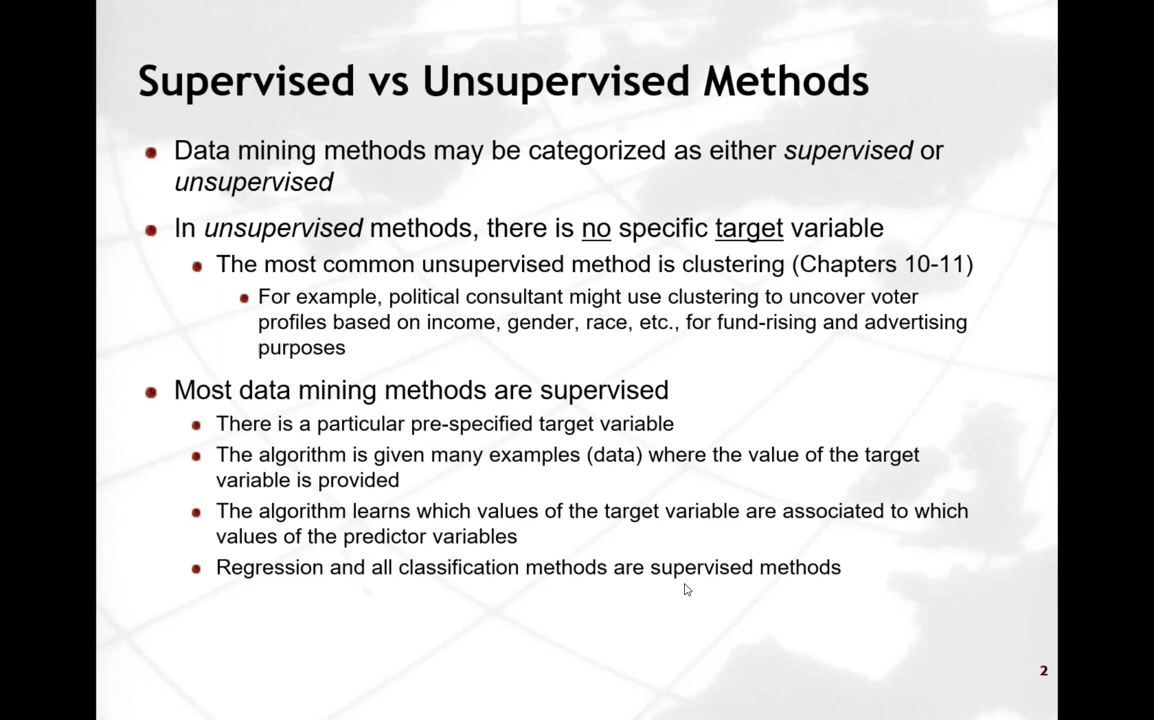 Supervised vs Unsupervised Methods
Data mining methods may be categorized as either supervised or
unsupervised
In unsupervised methods, there is no specific target variable
The most common unsupervised method is clustering (Chapters 10-11)
For example, political consultant might use clustering to uncover voter
profiles based on income, gender, race, etc., for fund-rising and advertising
purposes
Most data mining methods are supervised
There is a particular pre-specified target variable
The algorithm is given many examples (data) where the value of the target
variable is provided
The algorithm learns which values of the target variable are associated to which
values of the predictor variables
Regression and all classification methods are supervised methods
2